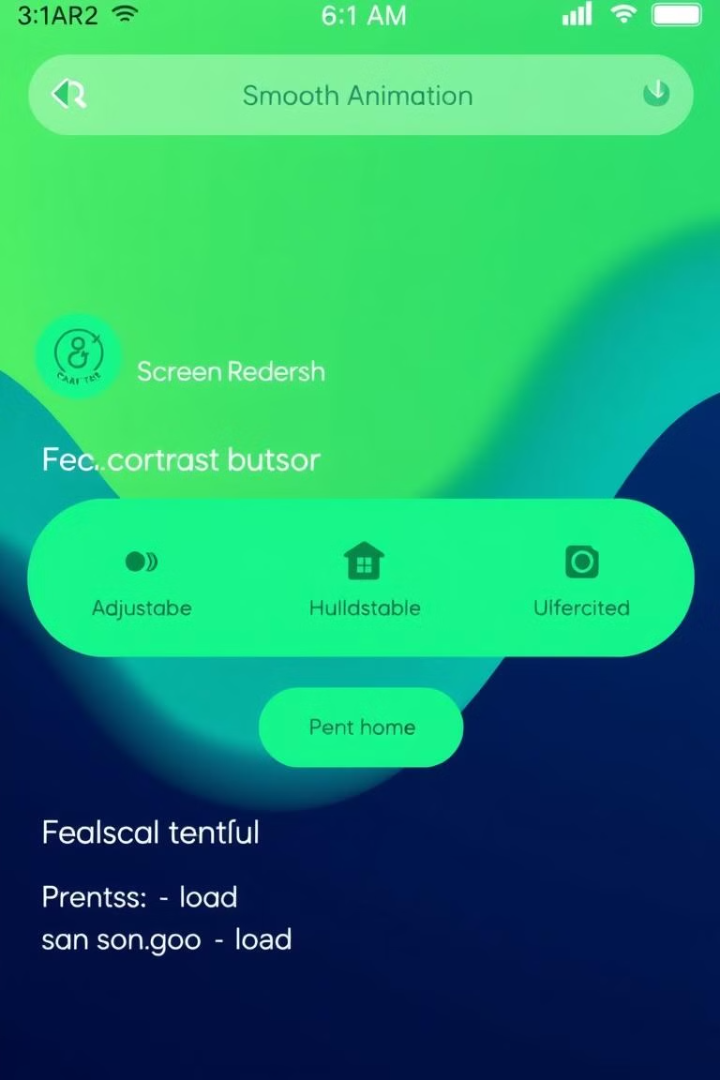 3:1AR2 6:1 AM
Smooth Animation
Screen Redersh
Fec..cortrast butsor
Adjustabe Hulldstable Ulfercited
Pent home
Fealscal tentful
Prentss: - load
san son.goo - load